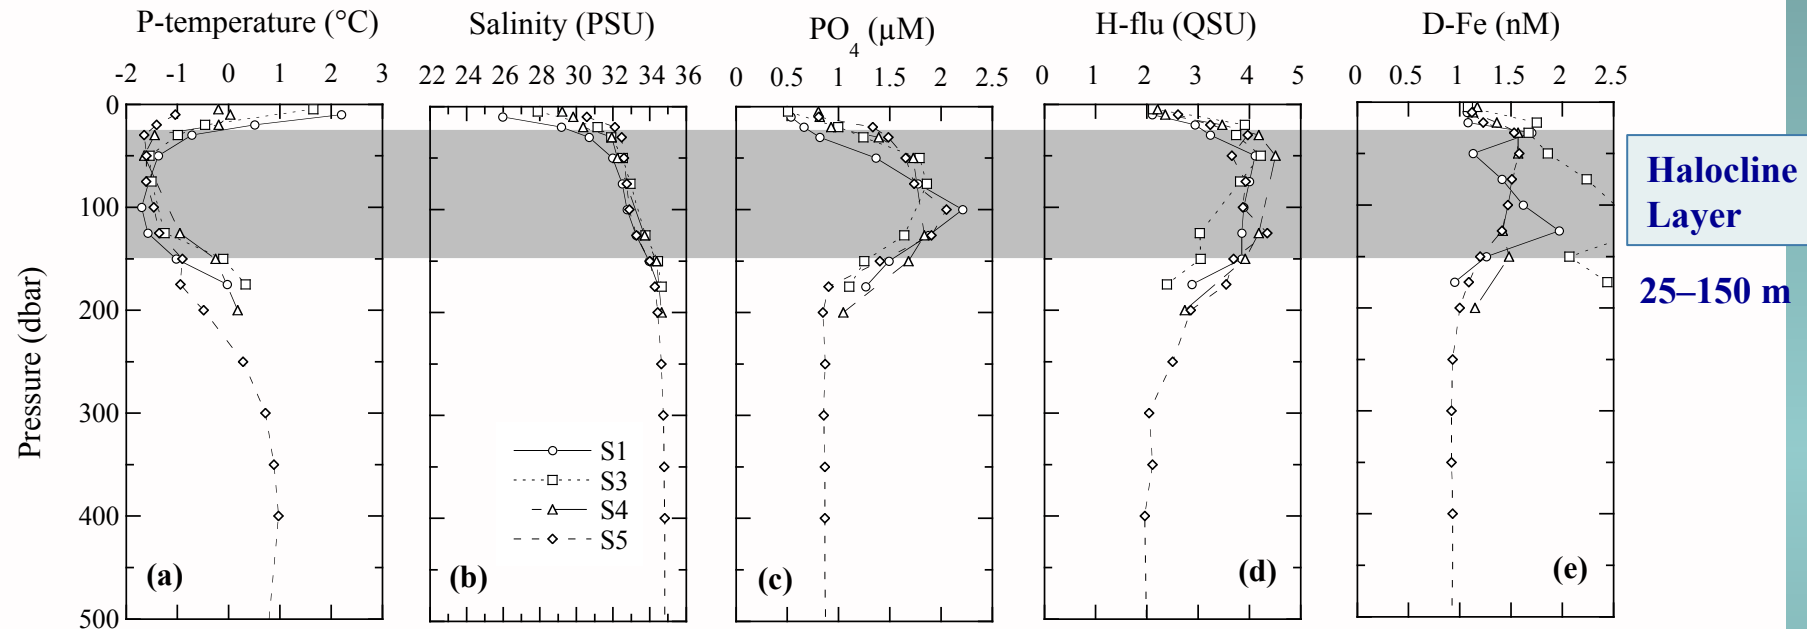 P-temperature (°C)
Salinity (PSU)
PO4 (µM)
H-flu (QSU)
D-Fe (nM)
-2 -1 0 1 2 3
22 24 26 28 30 32 34 36
0 0.5 1 1.5 2 2.5
0 1 2 3 4 5
0 0.5 1 1.5 2 2.5
0
100
200
300
400
500
Pressure (dbar)
S1
S3
S4
S5
(a)
(b)
(c)
(d)
(e)
Halocline
Layer
25–150 m